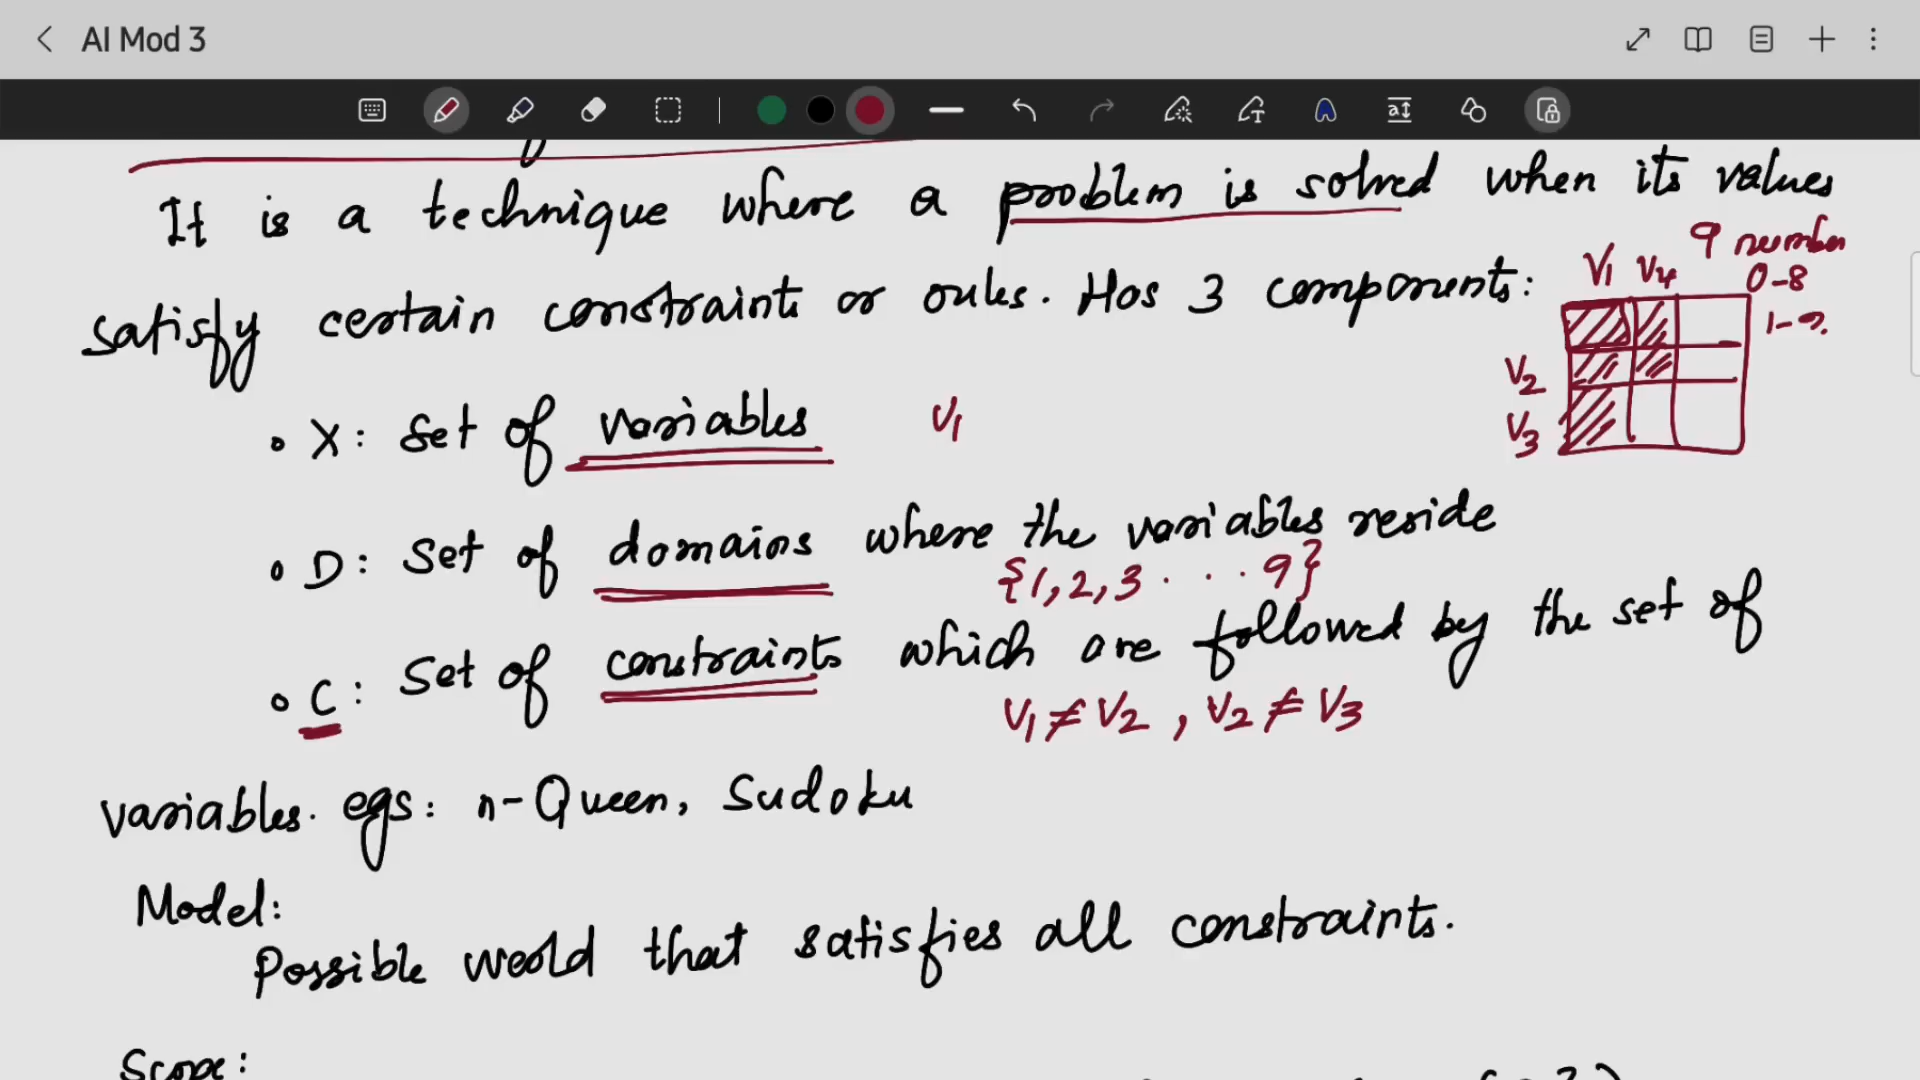 AI Mod 3
It is a technique where a problem is solved when its values
9 number
V1 V4 0-8
satisfy certain constraints or rules. Has 3 components:
1-9.
V2
V3
• X: Set of variables V1
• D: Set of domains where the variables reside
{1, 2, 3 . . . 9}
• C: Set of constraints which are followed by the set of
V1 ≠ V2 , V2 ≠ V3
variables. egs: n-Queen, Sudoku
Model:
Possible world that satisfies all constraints.
Scope: